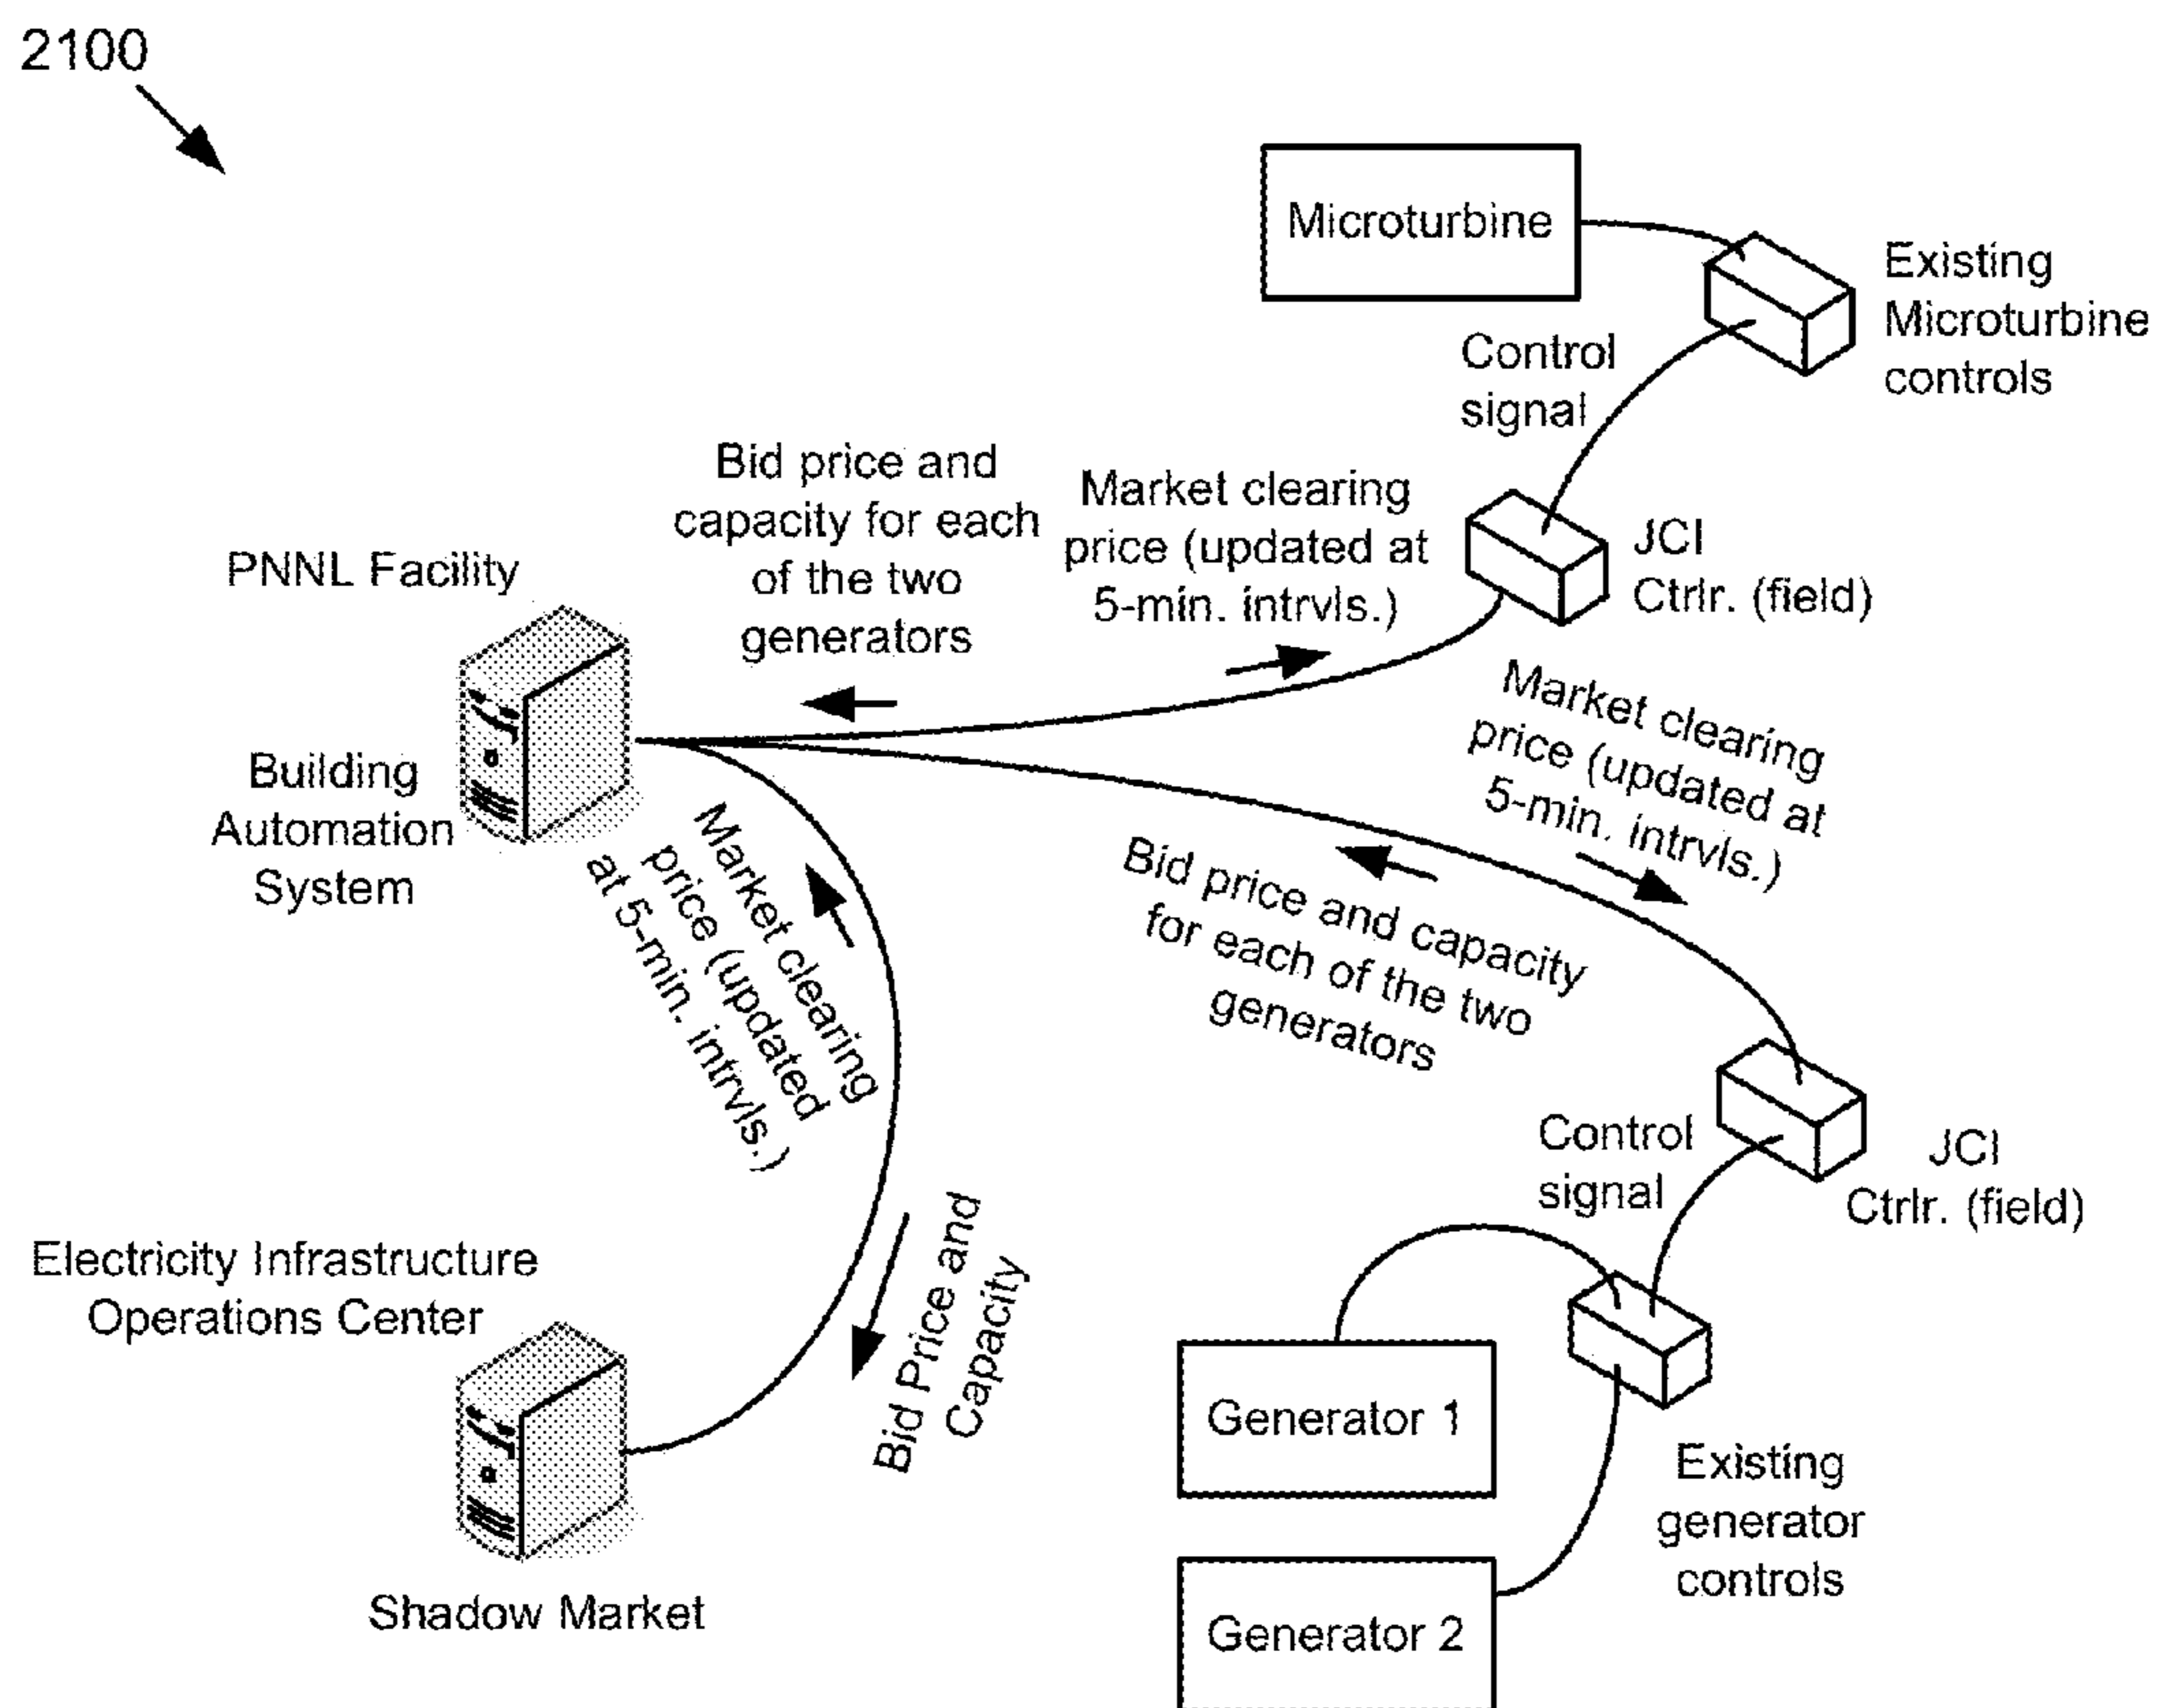 2100
Microturbine
Existing
Microturbine
controls
Control
signal
Bid price and
capacity for each
of the two
generators
Market clearing
price (updated at
5-min. intrvls.)
JCI
Ctrlr. (field)
PNNL Facility
Building
Automation
System
Market clearing
price (updated at
5-min. intrvls.)
Bid price and capacity
for each of the two
generators
Market clearing
price (updated
at 5-min. intrvls.)
Control
signal
JCI
Ctrlr. (field)
Bid Price and
Capacity
Electricity Infrastructure
Operations Center
Shadow Market
Generator 1
Existing
generator
controls
Generator 2